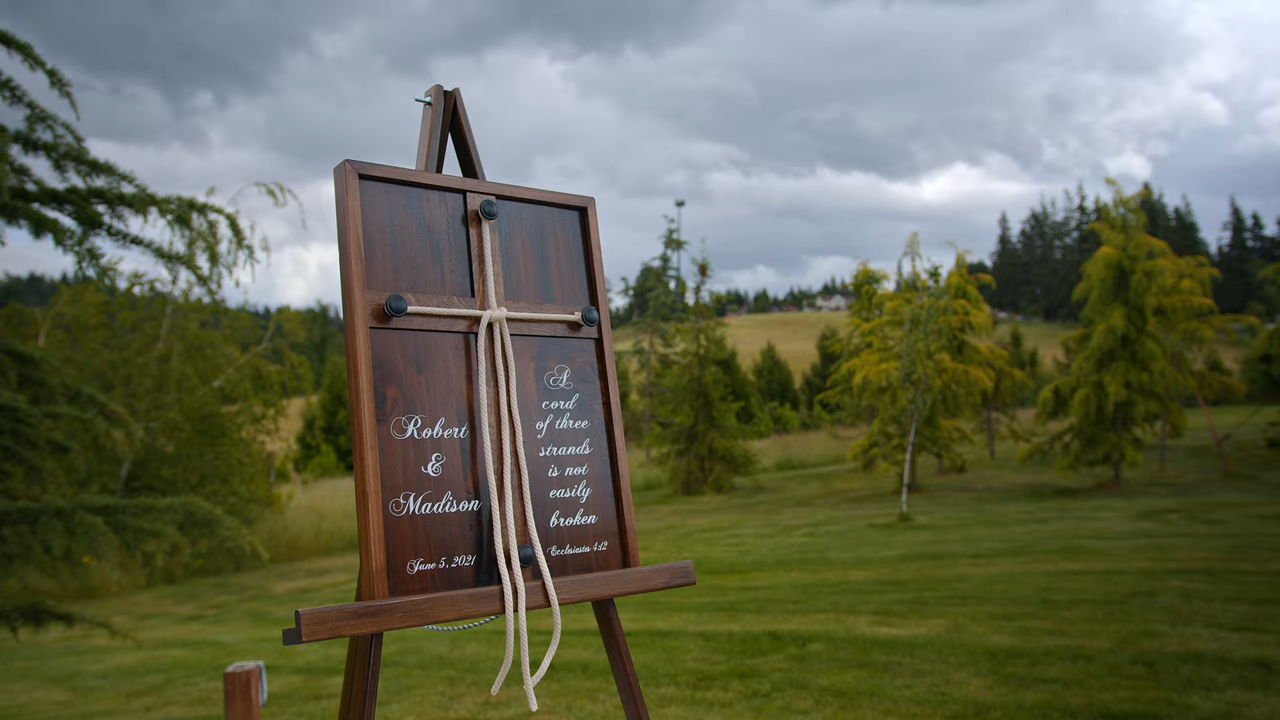 Robert
&
Madison
June 5, 2021
A
cord
of three
strands
is not
easily
broken
Ecclesiastes 4:12